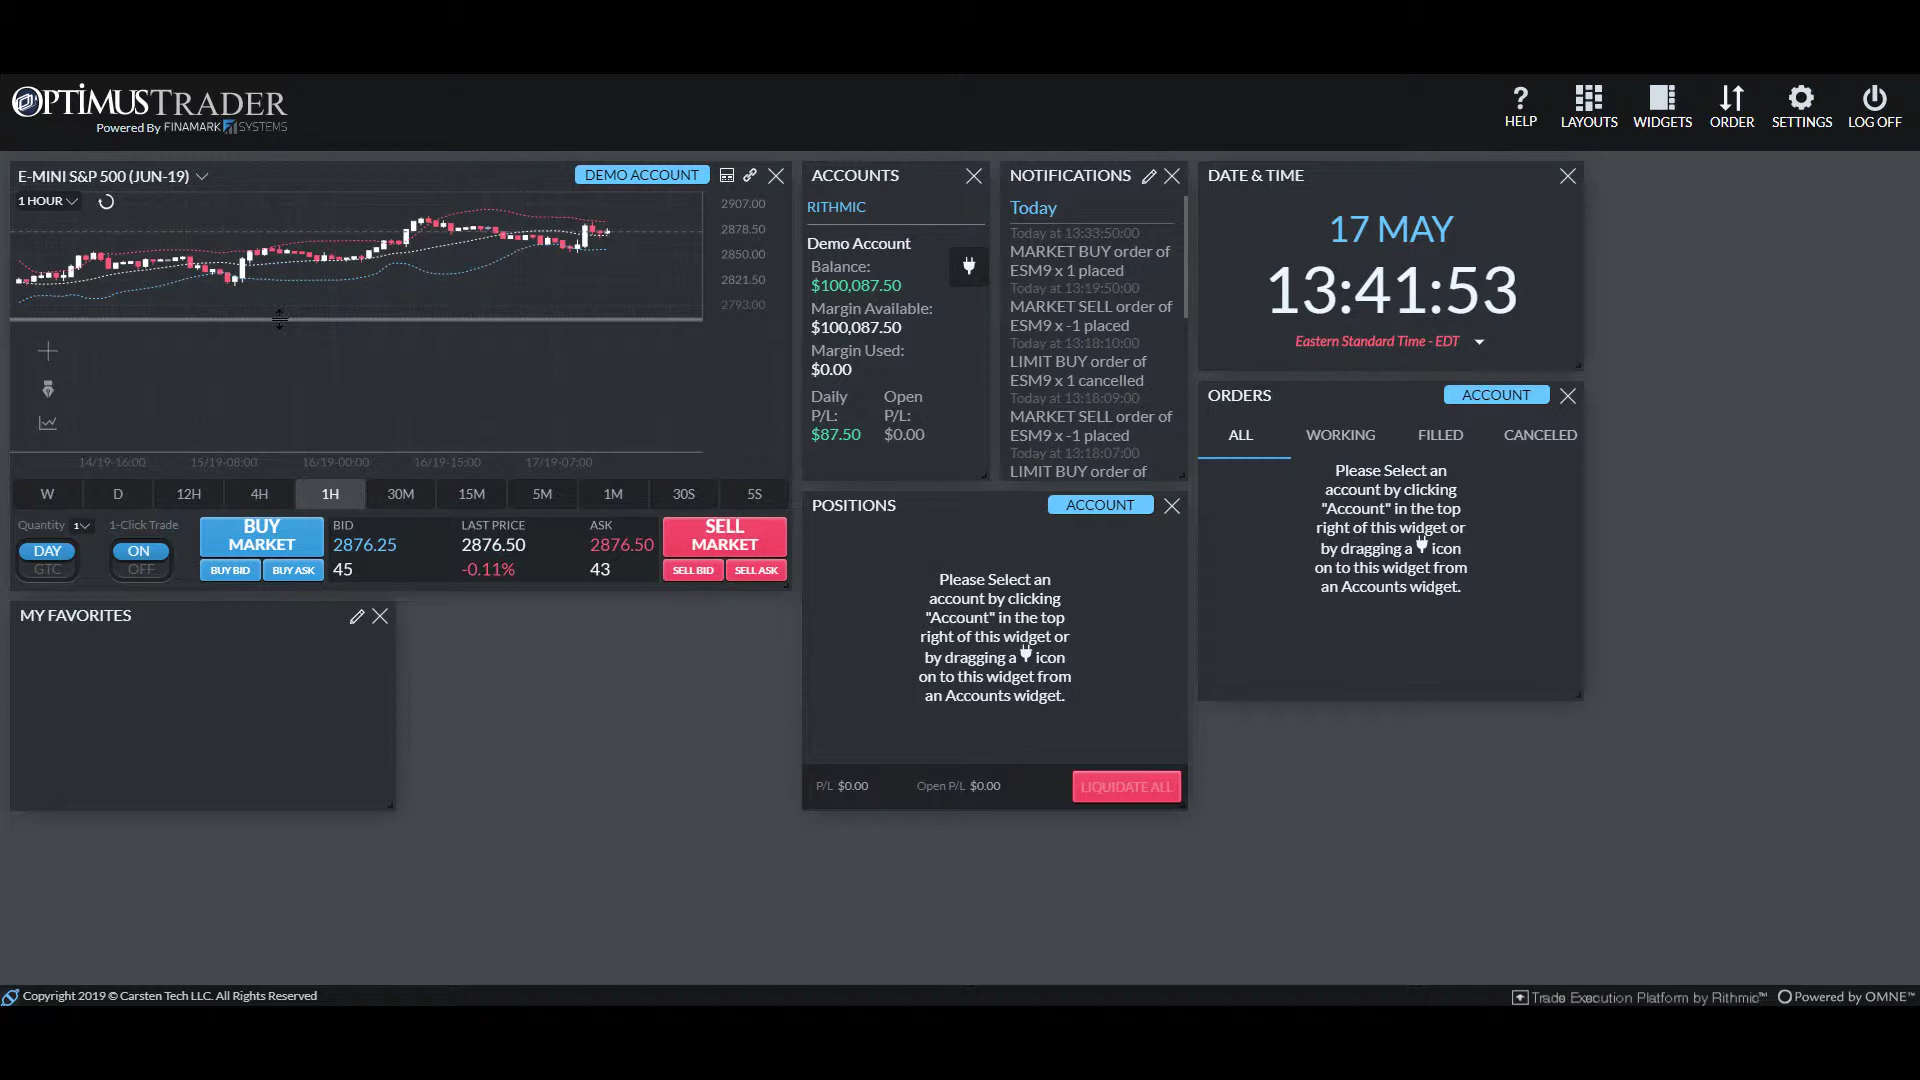 OPTIMUSTRADER
Powered By FINAMARK SYSTEMS
? HELP
LAYOUTS
WIDGETS
ORDER
SETTINGS
LOG OFF
E-MINI S&P 500 (JUN-19)
DEMO ACCOUNT
1 HOUR
2907.00
2878.50
2850.00
2821.50
2793.00
14/19-16:00 15/19-08:00 16/19-00:00 16/19-15:00 17/19-07:00
W D 12H 4H 1H 30M 15M 5M 1M 30S 5S
Quantity 1
DAY
GTC
1-Click Trade
ON
OFF
BUY
MARKET
BUY BID BUY ASK
BID
2876.25
45
LAST PRICE
2876.50
-0.11%
ASK
2876.50
43
SELL
MARKET
SELL BID SELL ASK
MY FAVORITES
ACCOUNTS
RITHMIC
Demo Account
Balance:
$100,087.50
Margin Available:
$100,087.50
Margin Used:
$0.00
Daily
P/L:
$87.50
Open
P/L:
$0.00
NOTIFICATIONS
Today
Today at 13:33:50:00
MARKET BUY order of
ESM9 x 1 placed
Today at 13:19:50:00
MARKET SELL order of
ESM9 x -1 placed
Today at 13:18:10:00
LIMIT BUY order of
ESM9 x 1 cancelled
Today at 13:18:09:00
MARKET SELL order of
ESM9 x -1 placed
Today at 13:18:07:00
LIMIT BUY order of
POSITIONS
ACCOUNT
Please Select an
account by clicking
"Account" in the top
right of this widget or
by dragging a icon
on to this widget from
an Accounts widget.
P/L $0.00
Open P/L $0.00
LIQUIDATE ALL
DATE & TIME
17 MAY
13:41:53
Eastern Standard Time - EDT
ORDERS
ACCOUNT
ALL WORKING FILLED CANCELED
Please Select an
account by clicking
"Account" in the top
right of this widget or
by dragging a icon
on to this widget from
an Accounts widget.
Copyright 2019 © Carsten Tech LLC. All Rights Reserved
Trade Execution Platform by Rithmic™
Powered by OMNE™